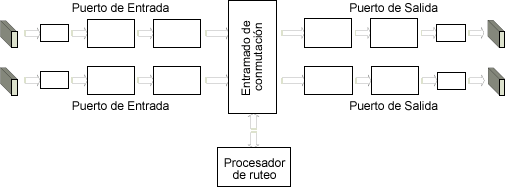 Puerto de Entrada
Puerto de Salida
Entramado de
conmutación
Puerto de Entrada
Puerto de Salida
Procesador
de ruteo